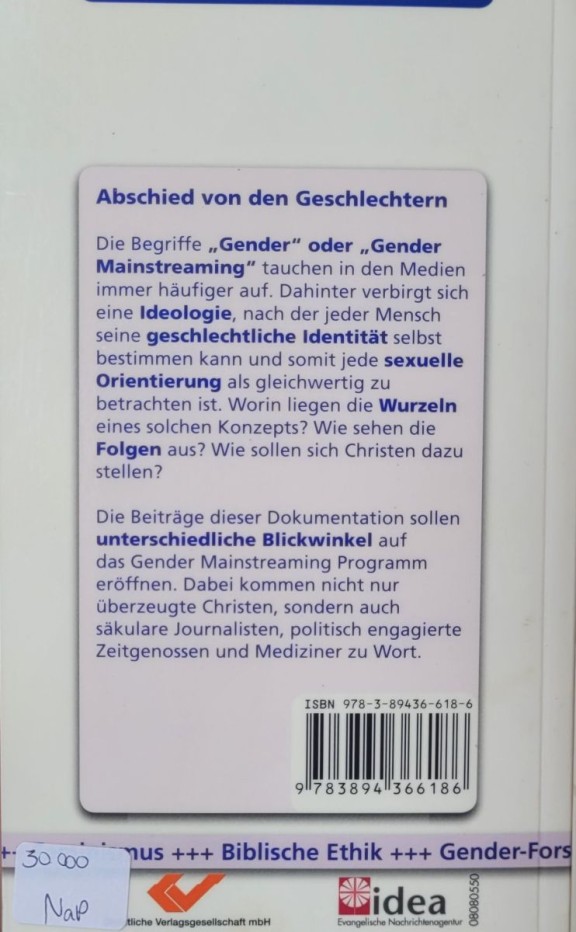 Abschied von den Geschlechtern
Die Begriffe „Gender“ oder „Gender
Mainstreaming“ tauchen in den Medien
immer häufiger auf. Dahinter verbirgt sich
eine Ideologie, nach der jeder Mensch
seine geschlechtliche Identität selbst
bestimmen kann und somit jede sexuelle
Orientierung als gleichwertig zu
betrachten ist. Worin liegen die Wurzeln
eines solchen Konzepts? Wie sehen die
Folgen aus? Wie sollen sich Christen dazu
stellen?
Die Beiträge dieser Dokumentation sollen
unterschiedliche Blickwinkel auf
das Gender Mainstreaming Programm
eröffnen. Dabei kommen nicht nur
überzeugte Christen, sondern auch
säkulare Journalisten, politisch engagierte
Zeitgenossen und Mediziner zu Wort.
ISBN 978-3-89436-618-6
9 783894 366186
+++ Biblische Ethik +++ Gender-Fors
30 000
Nap
Verlagsgesellschaft mbH
idea
Evangelische Nachrichtenagentur
08080550